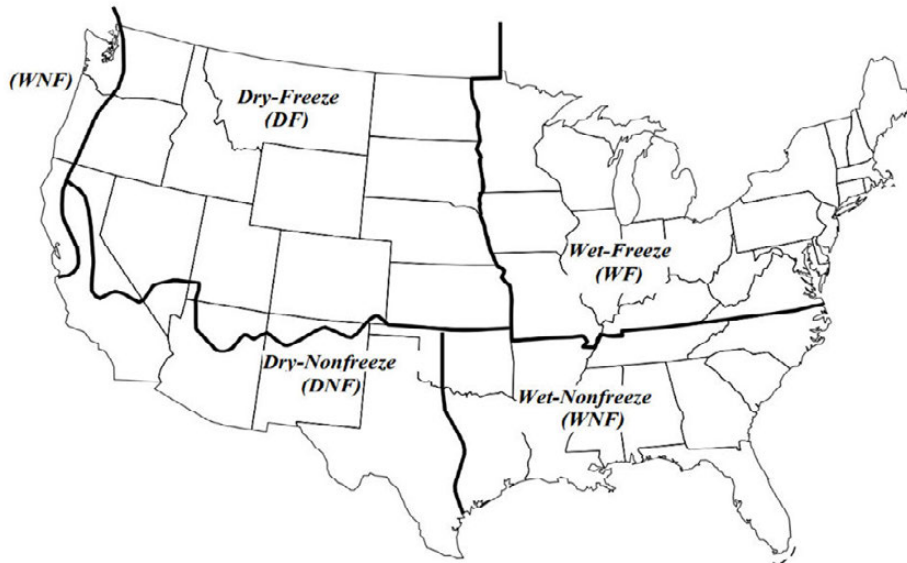 (WNF)
Dry-Freeze
(DF)
Wet-Freeze
(WF)
Dry-Nonfreeze
(DNF)
Wet-Nonfreeze
(WNF)